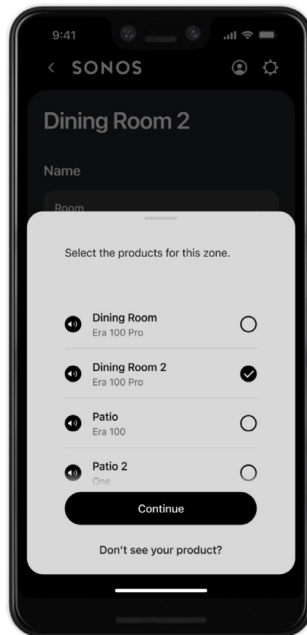 9:41
SONOS
Dining Room 2
Name
Room
Select the products for this zone.
Dining Room
Era 100 Pro
Dining Room 2
Era 100 Pro
Patio
Era 100
Patio 2
One
Continue
Don't see your product?